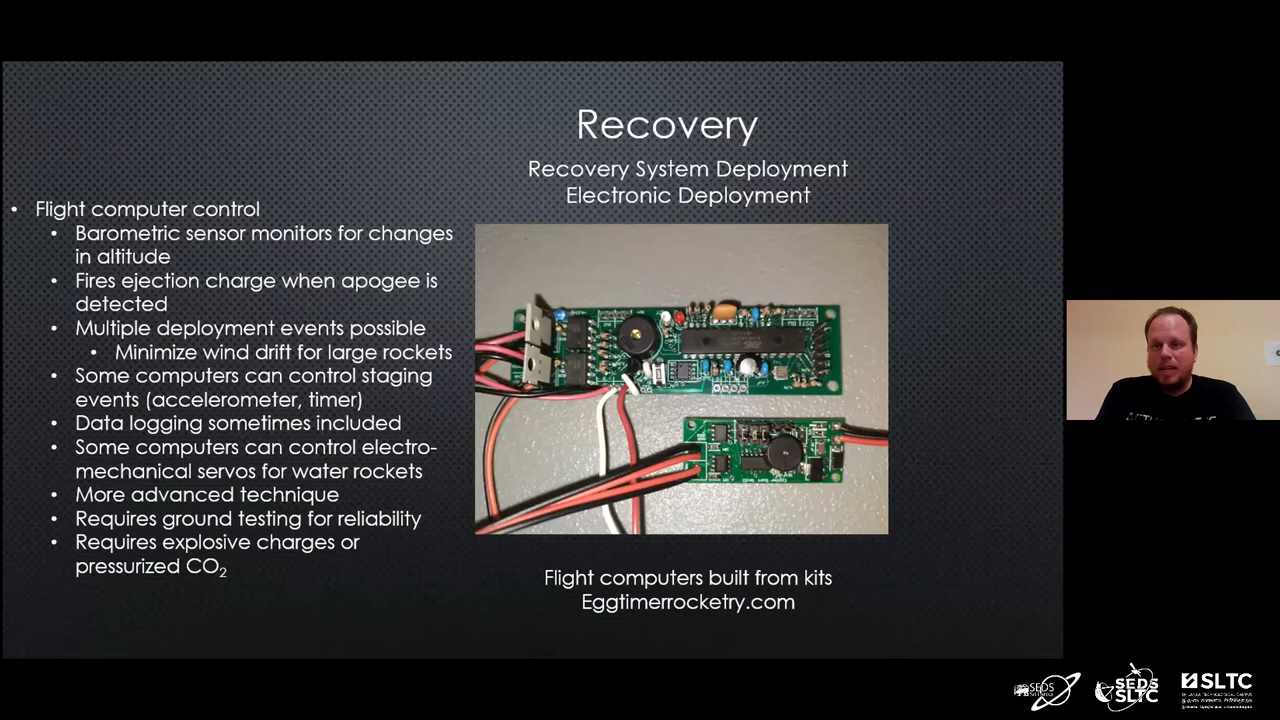 Recovery
Recovery System Deployment
Electronic Deployment
• Flight computer control
• Barometric sensor monitors for changes
in altitude
• Fires ejection charge when apogee is
detected
• Multiple deployment events possible
• Minimize wind drift for large rockets
• Some computers can control staging
events (accelerometer, timer)
• Data logging sometimes included
• Some computers can control electro-
mechanical servos for water rockets
• More advanced technique
• Requires ground testing for reliability
• Requires explosive charges or
pressurized CO₂
Flight computers built from kits
Eggtimerrocketry.com
SEDS
SEDS
SLTC
SLTC